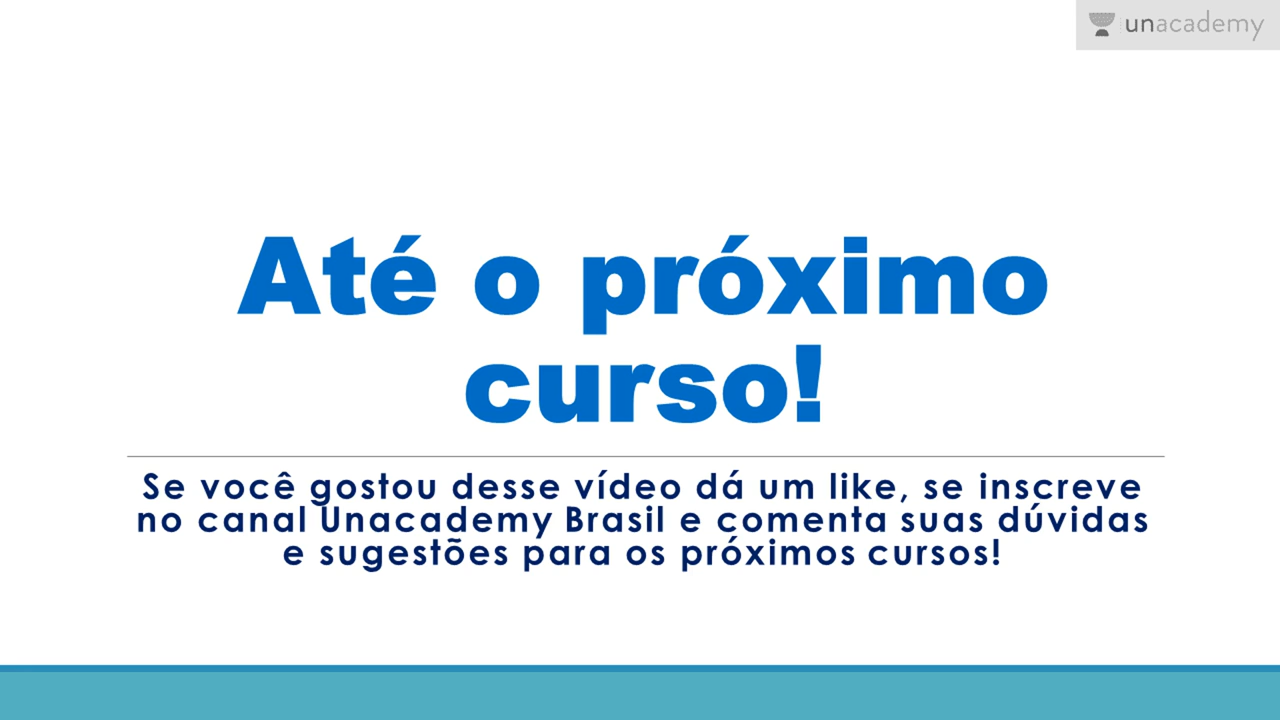 unacademy
Até o próximo
curso!
Se você gostou desse vídeo dá um like, se inscreve
no canal Unacademy Brasil e comenta suas dúvidas
e sugestões para os próximos cursos!